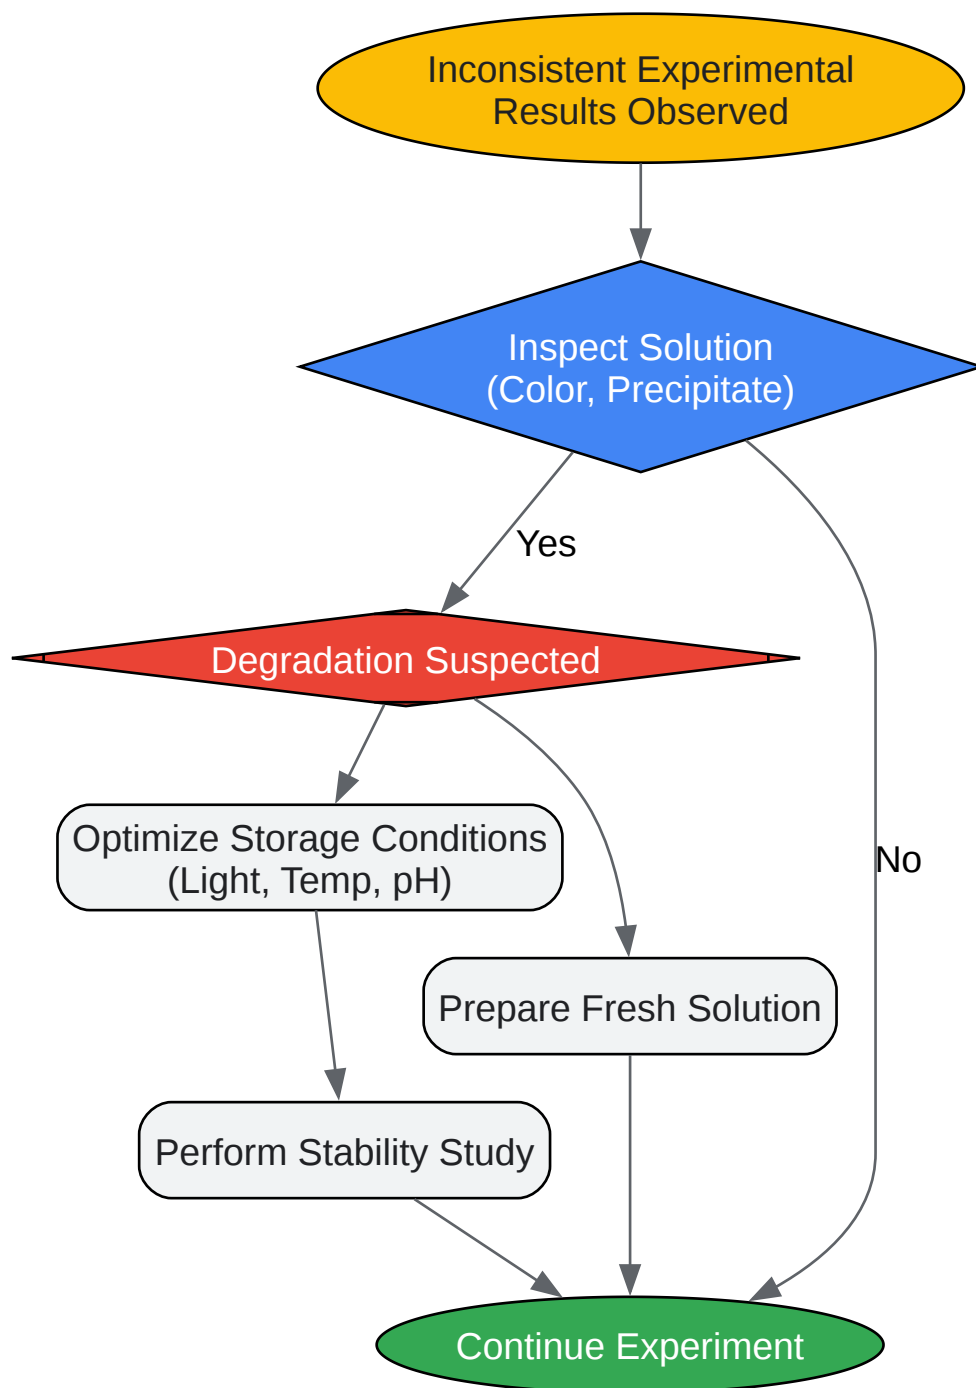 Inconsistent Experimental
Results Observed
Inspect Solution
(Color, Precipitate)
Yes
Degradation Suspected
Optimize Storage Conditions
(Light, Temp, pH)
No
Prepare Fresh Solution
Perform Stability Study
Continue Experiment